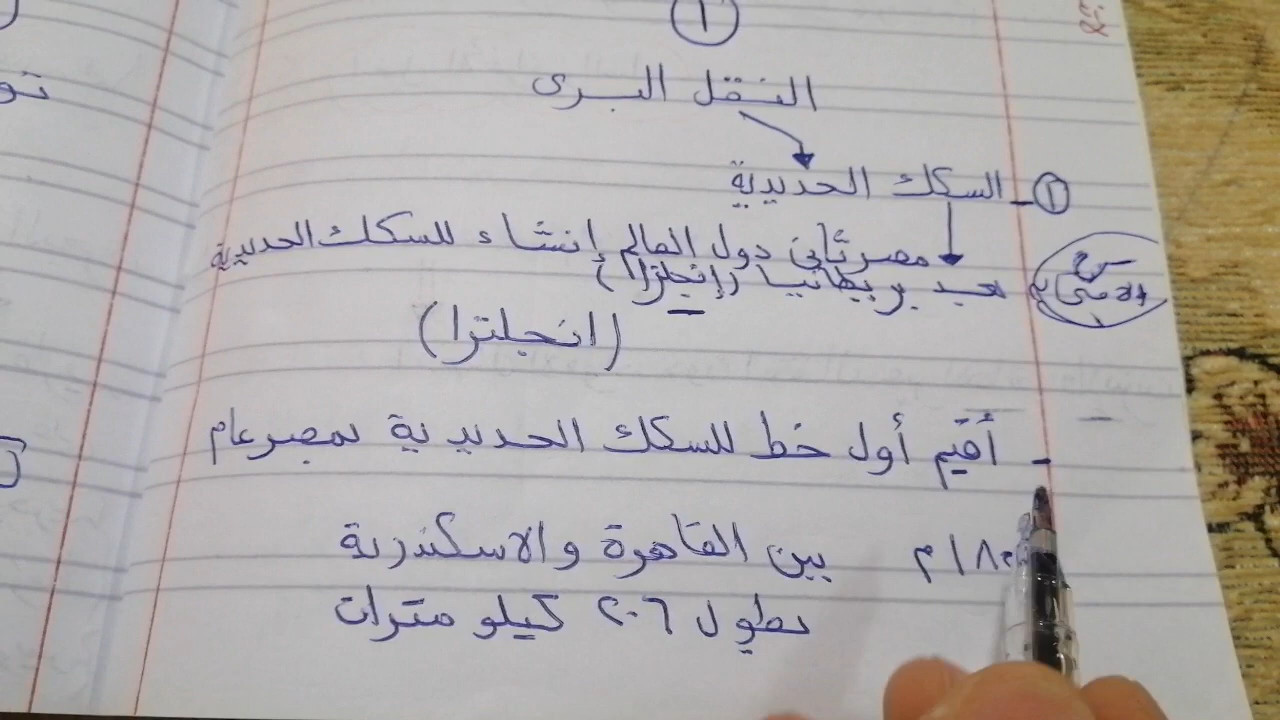 ١
النقل البرى
١- السكك الحديدية
مصر ثانى دول العالم إنشاء للسكك الحديدية
بعد بريطانيا (إنجلترا)
(انجلترا)
- أُقيم أول خط للسكك الحديدية بمصر عام
م بين القاهرة والاسكندرية
بطول ٢٠٦ كيلو مترات